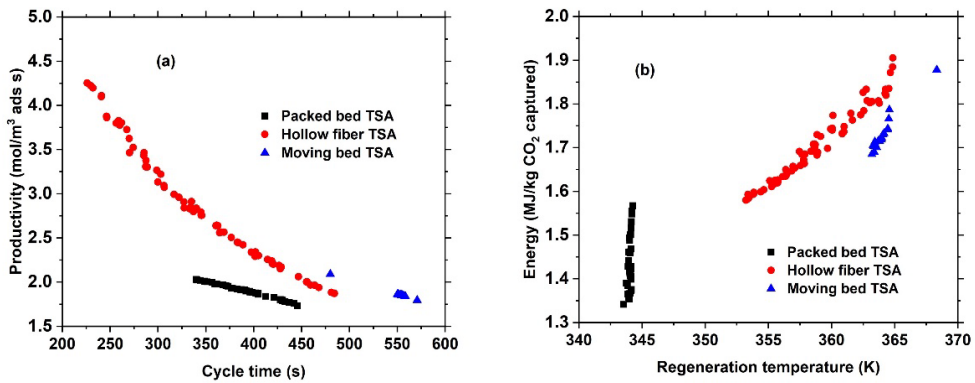 5.0
4.5
4.0
3.5
3.0
2.5
2.0
1.5
Productivity (mol/m³ ads s)
200 250 300 350 400 450 500 550 600
Cycle time (s)
(a)
Packed bed TSA
Hollow fiber TSA
Moving bed TSA
2.0
1.9
1.8
1.7
1.6
1.5
1.4
1.3
Energy (MJ/kg CO₂ captured)
340 345 350 355 360 365 370
Regeneration temperature (K)
(b)
Packed bed TSA
Hollow fiber TSA
Moving bed TSA